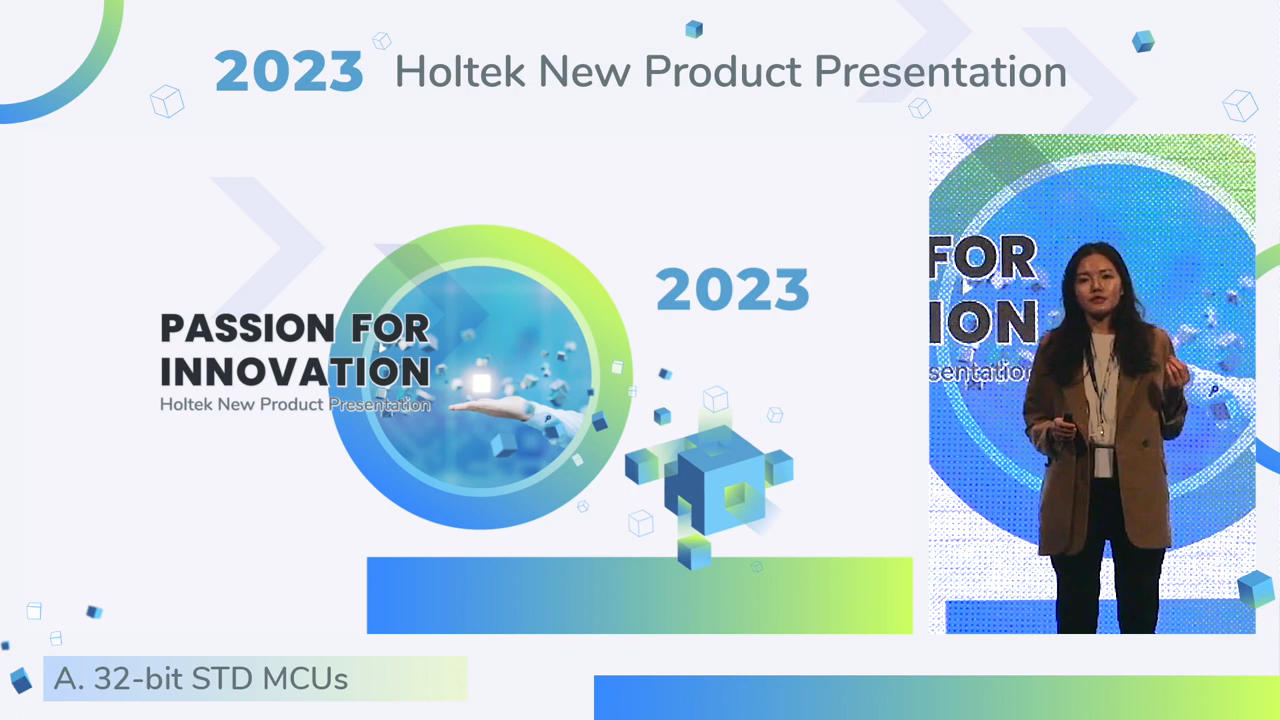 2023 Holtek New Product Presentation
PASSION FOR
INNOVATION
Holtek New Product Presentation
2023
FOR
ION
sentation
A. 32-bit STD MCUs